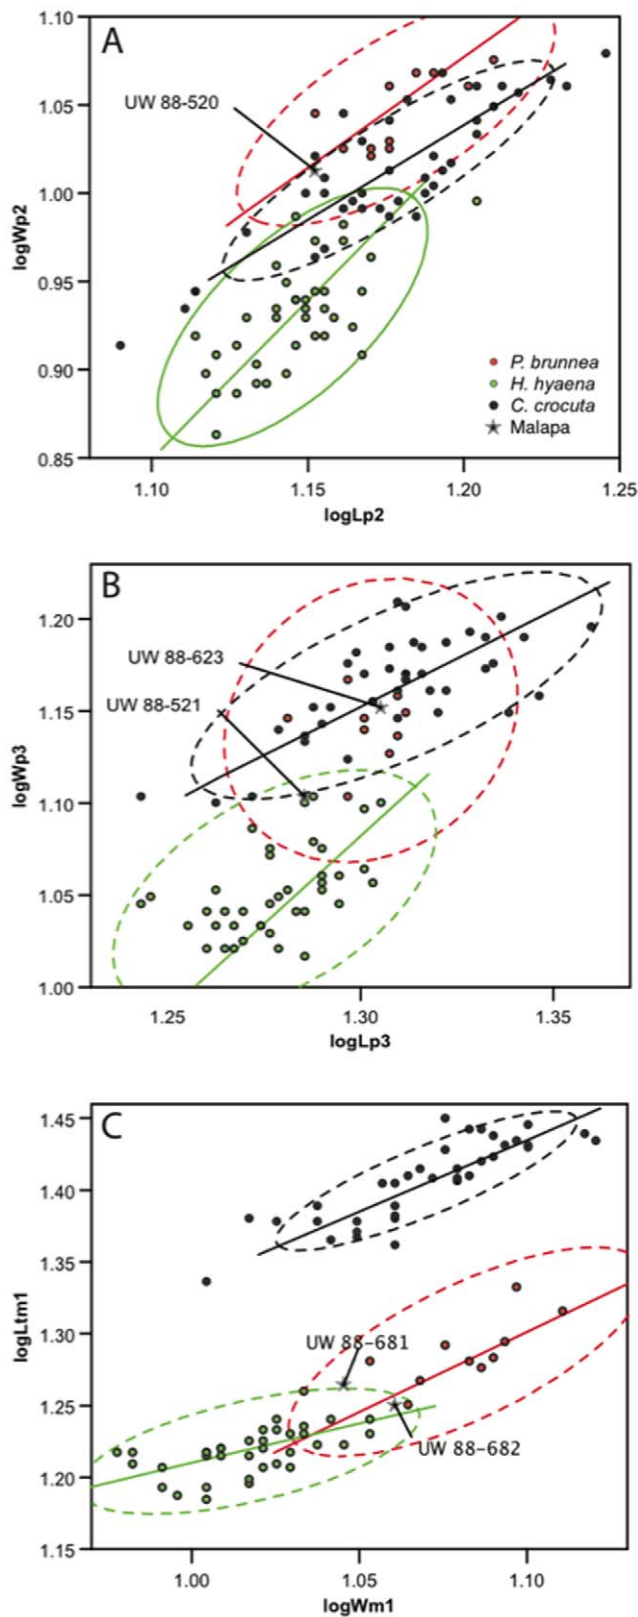 A
1.10
1.05
1.00
0.95
0.90
0.85
logWp2
UW 88-520
P. brunnea
H. hyaena
C. crocuta
Malapa
1.10 1.15 1.20 1.25
logLp2
B
1.20
1.15
1.10
1.05
1.00
logWp3
UW 88-623
UW 88-521
1.25 1.30 1.35
logLp3
C
1.45
1.40
1.35
1.30
1.25
1.20
1.15
logLtm1
UW 88-681
UW 88-682
1.00 1.05 1.10
logWm1